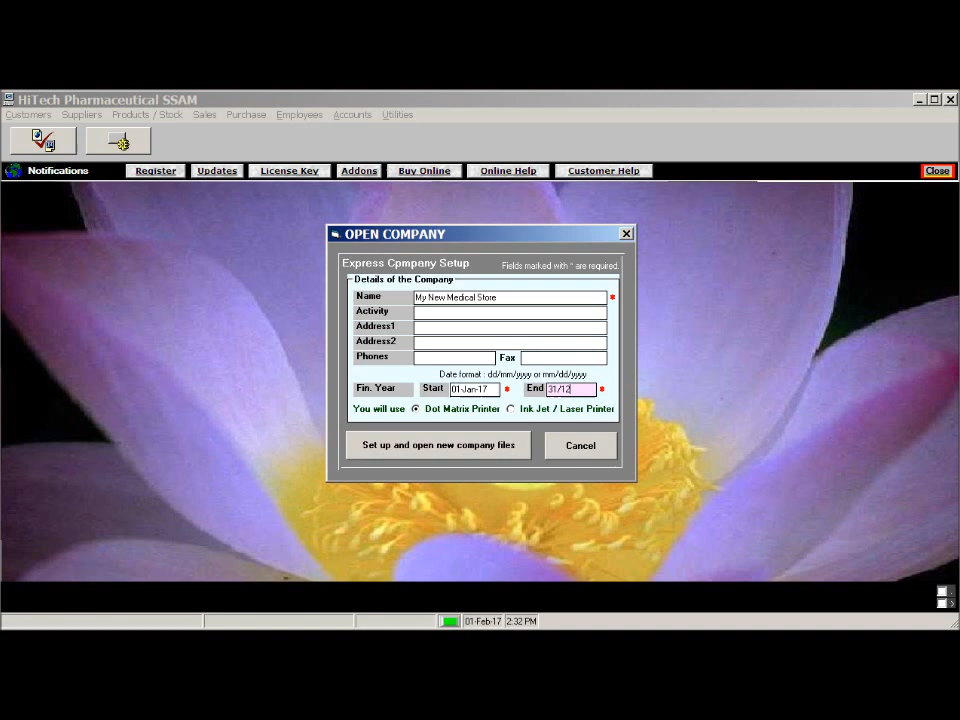 HiTech Pharmaceutical SSAM
Customers Suppliers Products / Stock Sales Purchase Employees Accounts Utilities
Notifications Register Updates License Key Addons Buy Online Online Help Customer Help Close
OPEN COMPANY
Express Cpmpany Setup Fields marked with * are required.
Details of the Company
Name My New Medical Store *
Activity
Address1
Address2
Phones Fax
Date format : dd/mm/yyyy or mm/dd/yyyy
Fin. Year Start 01-Jan-17 * End 31/12 *
You will use Dot Matrix Printer Ink Jet / Laser Printer
Set up and open new company files Cancel
01-Feb-17 2:32 PM